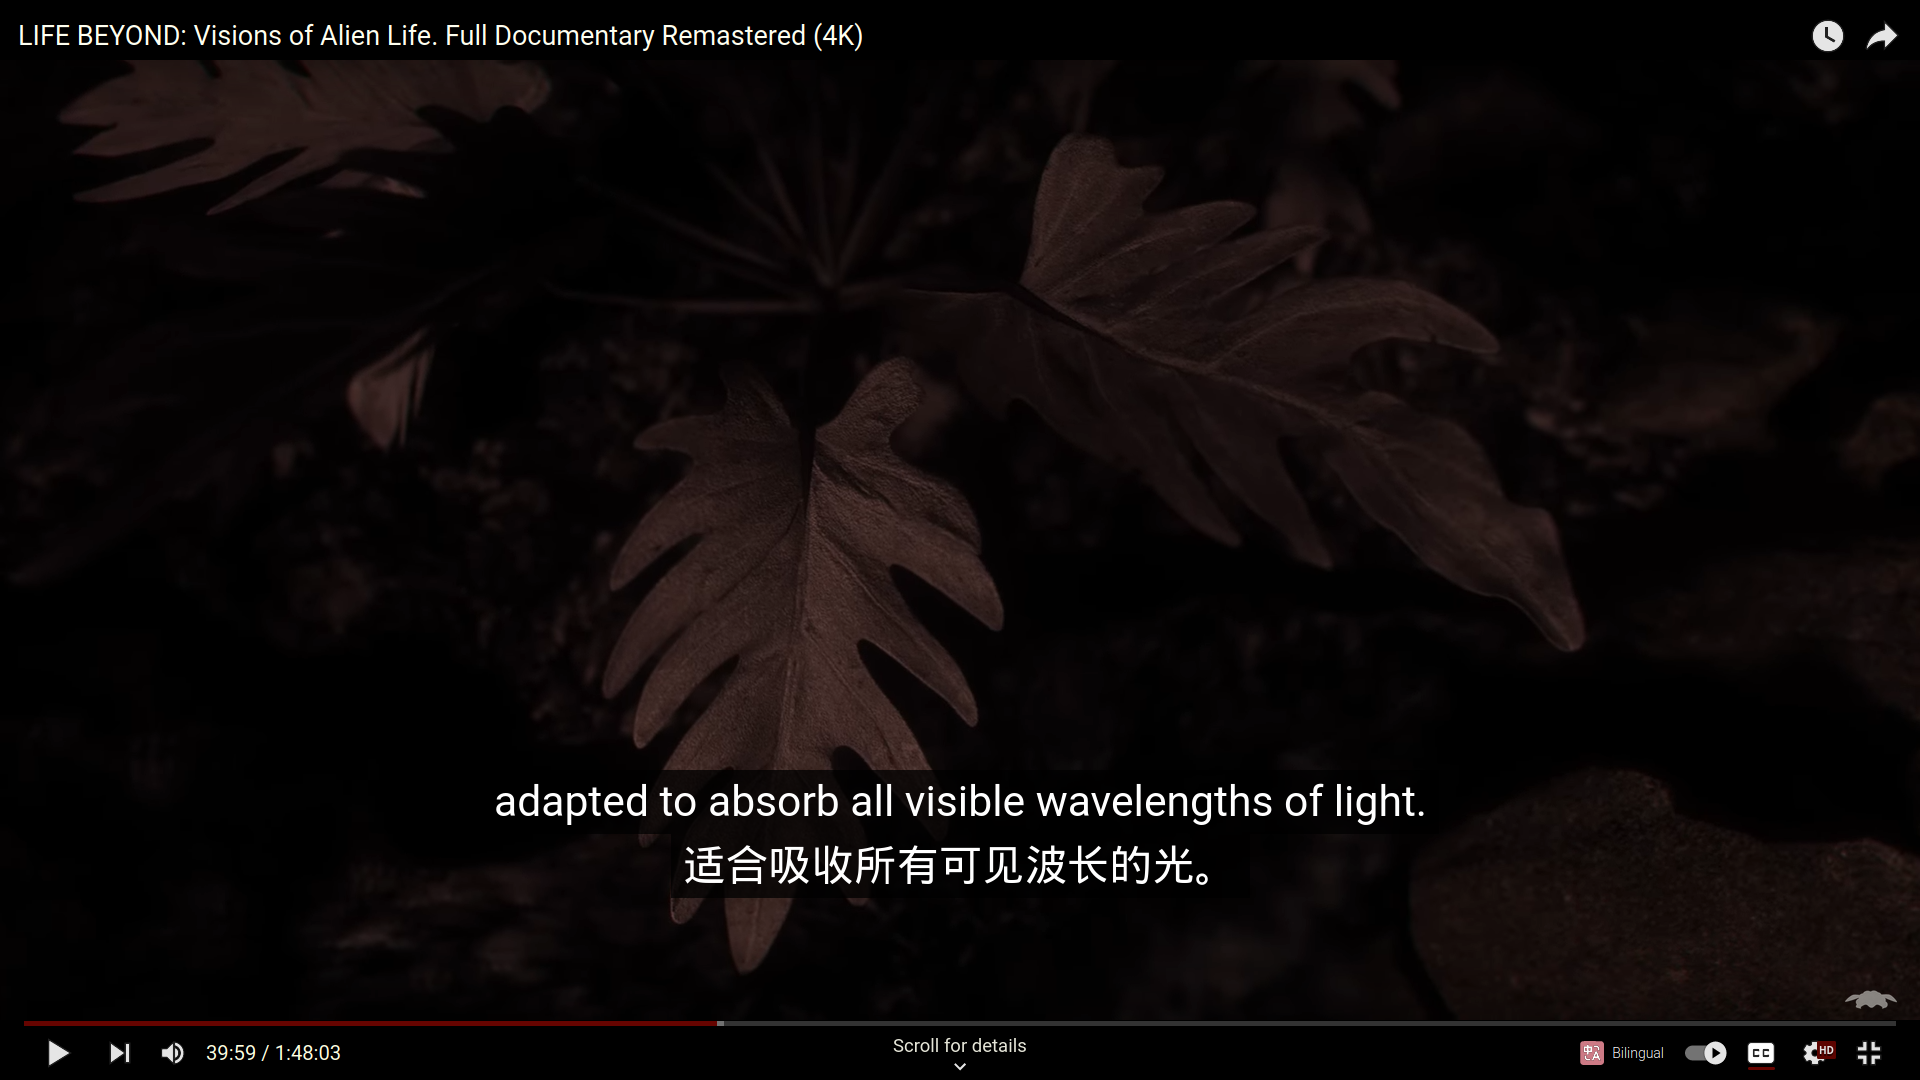 LIFE BEYOND: Visions of Alien Life. Full Documentary Remastered (4K)
adapted to absorb all visible wavelengths of light.
适合吸收所有可见波长的光。
39:59 / 1:48:03
Scroll for details
中A
Bilingual
CC
HD